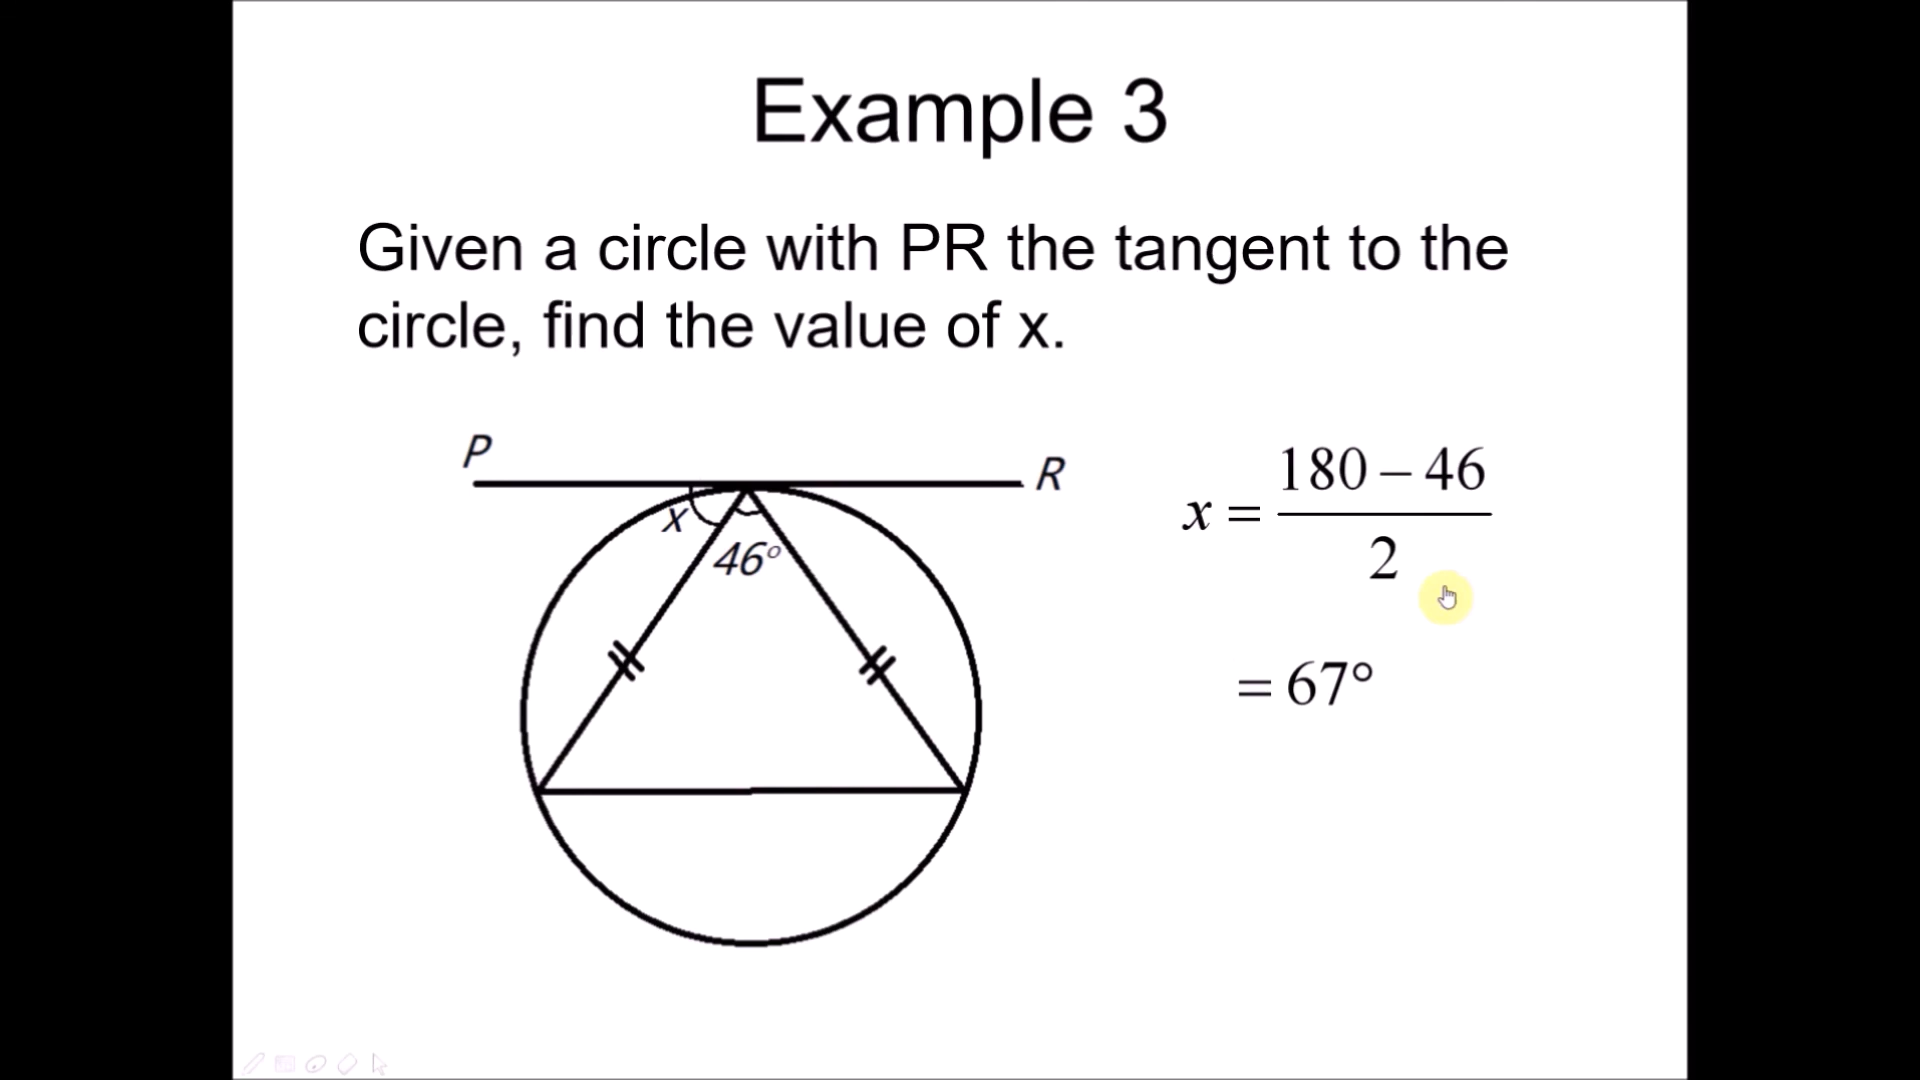 Example 3
Given a circle with PR the tangent to the
circle, find the value of x.
P
R
x
46°
x = \frac{180 - 46}{2}
= 67°